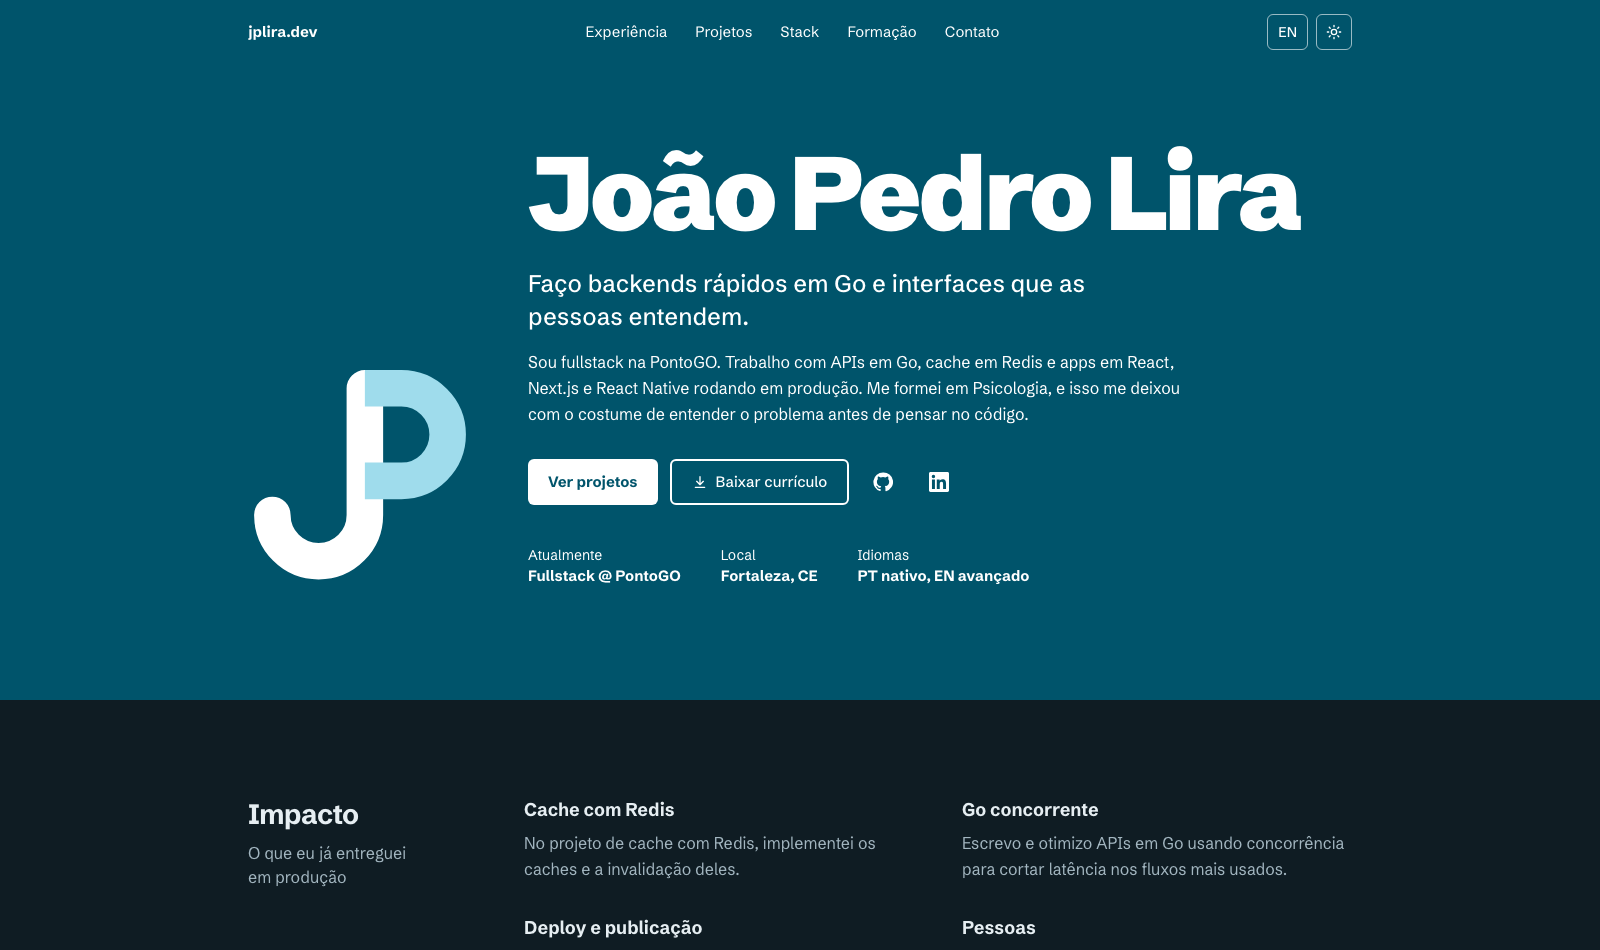 jplira.dev
Experiência
Projetos
Stack
Formação
Contato
EN
João Pedro Lira
Faço backends rápidos em Go e interfaces que as
pessoas entendem.
Sou fullstack na PontoGO. Trabalho com APIs em Go, cache em Redis e apps em React,
Next.js e React Native rodando em produção. Me formei em Psicologia, e isso me deixou
com o costume de entender o problema antes de pensar no código.
JP
Ver projetos
Baixar currículo
Atualmente
Fullstack @ PontoGO
Local
Fortaleza, CE
Idiomas
PT nativo, EN avançado
Impacto
O que eu já entreguei
em produção
Cache com Redis
No projeto de cache com Redis, implementei os
caches e a invalidação deles.
Go concorrente
Escrevo e otimizo APIs em Go usando concorrência
para cortar latência nos fluxos mais usados.
Deploy e publicação
Pessoas